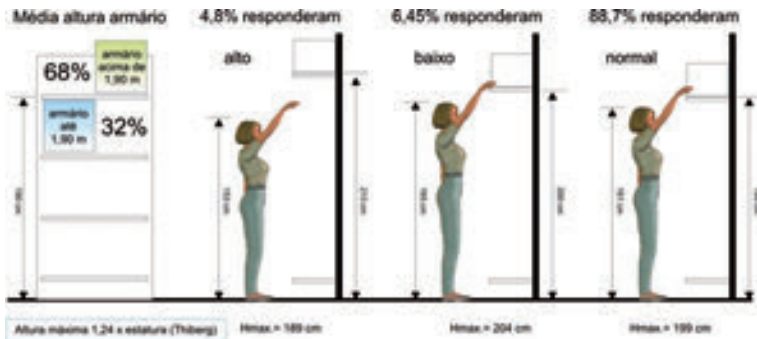 Média altura armário
4,8% responderam
6,45% responderam
88,7% responderam
68%
armário
acima de
1,90 m
alto
baixo
normal
armário
até
1,90 m
32%
Altura máxima 1,24 x estatura (Thiberg)
Hmax.= 189 cm
Hmax.= 204 cm
Hmax.= 199 cm